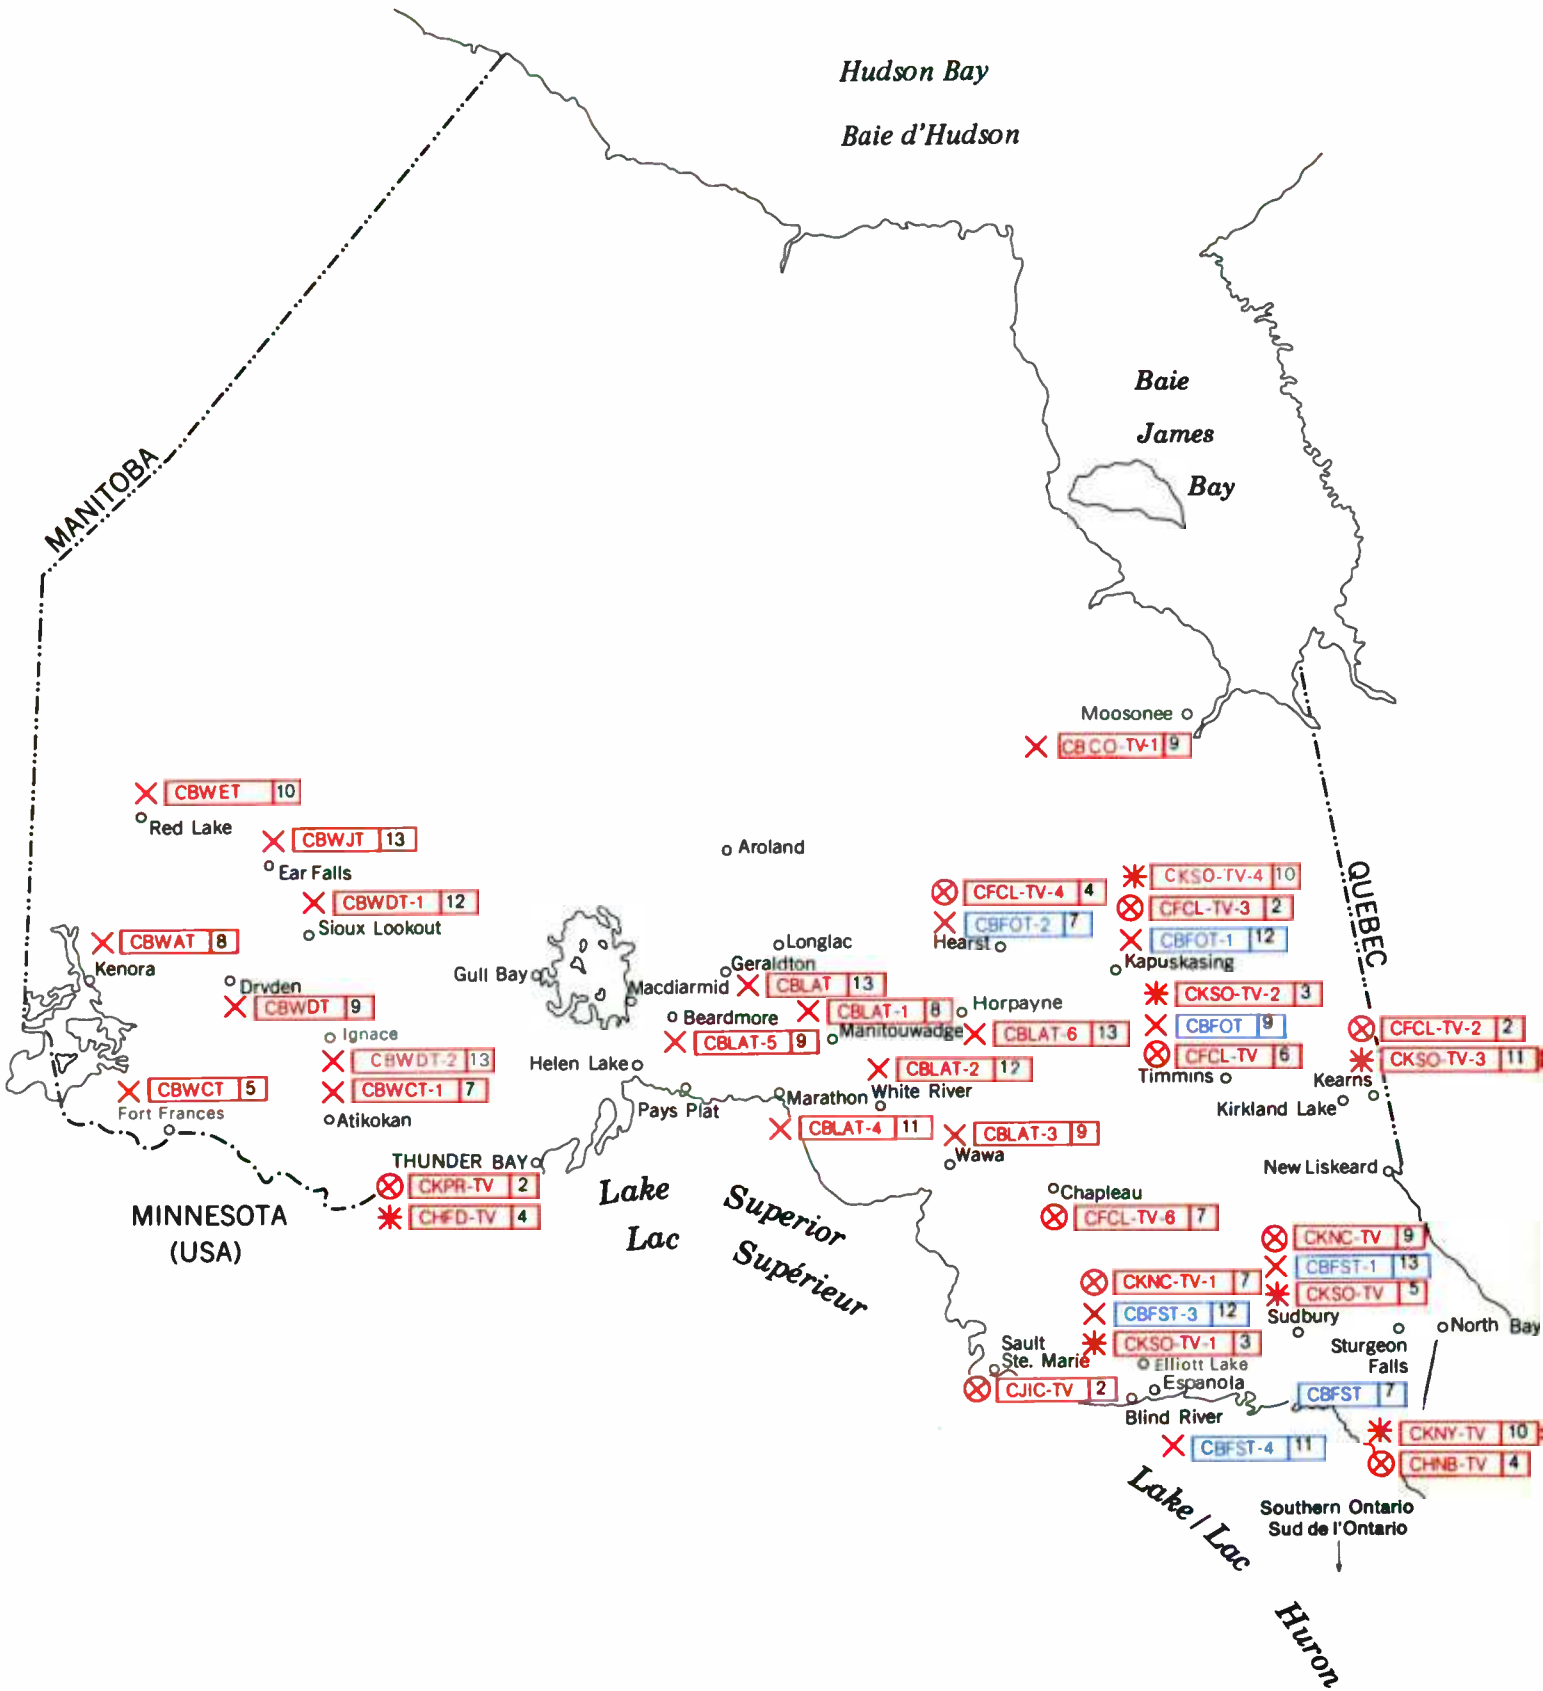 Hudson Bay
Baie d'Hudson
Baie
James
Bay
MANITOBA
QUEBEC
Moosonee
CBCO-TV-1 9
CBWET 10
Red Lake
CBWJT 13
Ear Falls
CBWDT-1 12
Sioux Lookout
CBWAT 8
Kenora
Dryden
CBWDT 9
Ignace
CBWDT-2 13
CBWCT-1 7
Atikokan
CBWCT 5
Fort Frances
THUNDER BAY
CKPR-TV 2
CHFD-TV 4
MINNESOTA
(USA)
Aroland
Longlac
Geraldton
CBLAT 13
Gull Bay
Macdiarmid
Beardmore
CBLAT-5 9
CBLAT-1 8
Manitouwadge
Horpayne
CBLAT-6 13
Helen Lake
Pays Plat
CBLAT-2 12
White River
Marathon
CBLAT-4 11
CBLAT-3 9
Wawa
CFCL-TV-4 4
CBFOT-2 7
Hearst
CKSO-TV-4 10
CFCL-TV-3 2
CBFOT-1 12
Kapuskasing
CKSO-TV-2 3
CBFOT 9
CFCL-TV 6
Timmins
CFCL-TV-2 2
CKSO-TV-3 11
Kearns
Kirkland Lake
New Liskeard
Lake Superior
Lac Supérieur
Chapleau
CFCL-TV-6 7
CKNC-TV 9
CBFST-1 13
CKSO-TV 5
Sudbury
CKNC-TV-1 7
CBFST-3 12
CKSO-TV-1 3
Elliott Lake
Espanola
Sault
Ste. Marie
CJIC-TV 2
Blind River
CBFST-4 11
North Bay
Sturgeon
Falls
CBFST 7
CKNY-TV 10
CHNB-TV 4
Southern Ontario
Sud de l'Ontario
Lake / Lac
Huron